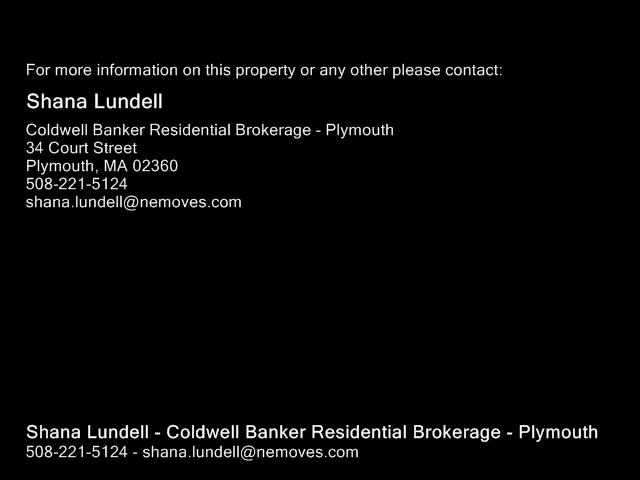 For more information on this property or any other please contact:
Shana Lundell
Coldwell Banker Residential Brokerage - Plymouth
34 Court Street
Plymouth, MA 02360
508-221-5124
shana.lundell@nemoves.com
Shana Lundell - Coldwell Banker Residential Brokerage - Plymouth
508-221-5124 - shana.lundell@nemoves.com